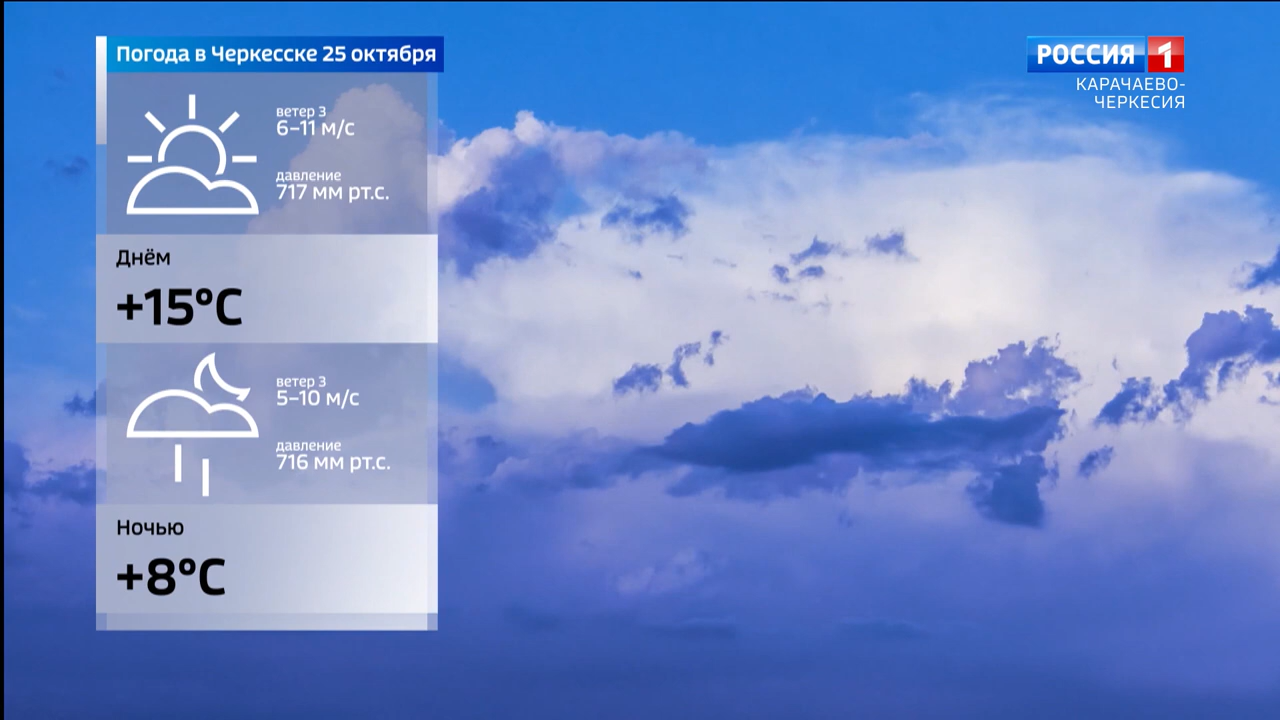 Погода в Черкесске 25 октября
ветер З
6–11 м/с
давление
717 мм рт.с.
Днём
+15°C
ветер З
5–10 м/с
давление
716 мм рт.с.
Ночью
+8°C
РОССИЯ 1
КАРАЧАЕВО-
ЧЕРКЕСИЯ